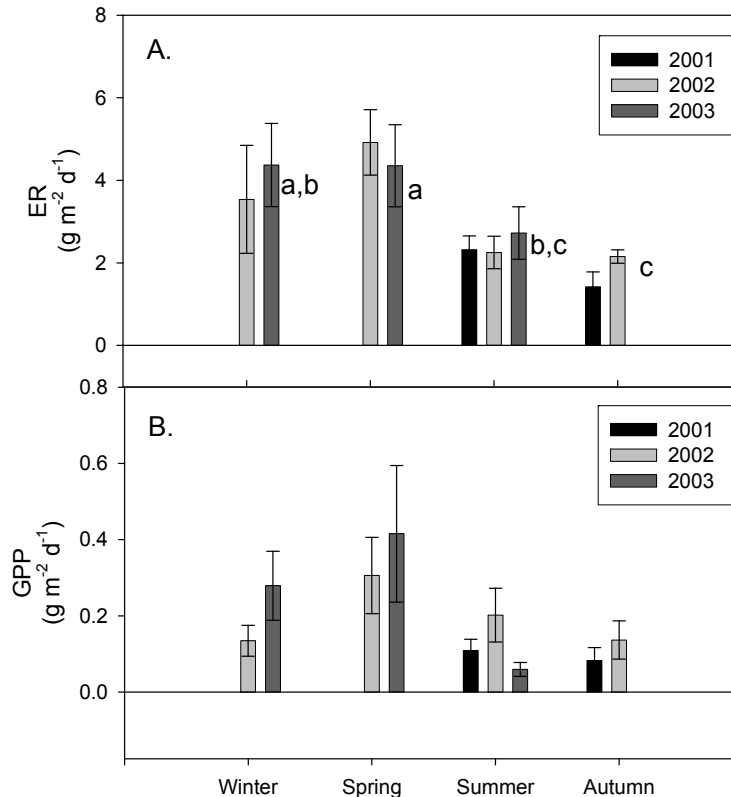 8
A.
2001
2002
2003
6
a,b
a
4
b,c
2
c
0
ER
(g m⁻² d⁻¹)
0.8
B.
2001
2002
2003
0.6
0.4
0.2
0.0
GPP
(g m⁻² d⁻¹)
Winter Spring Summer Autumn